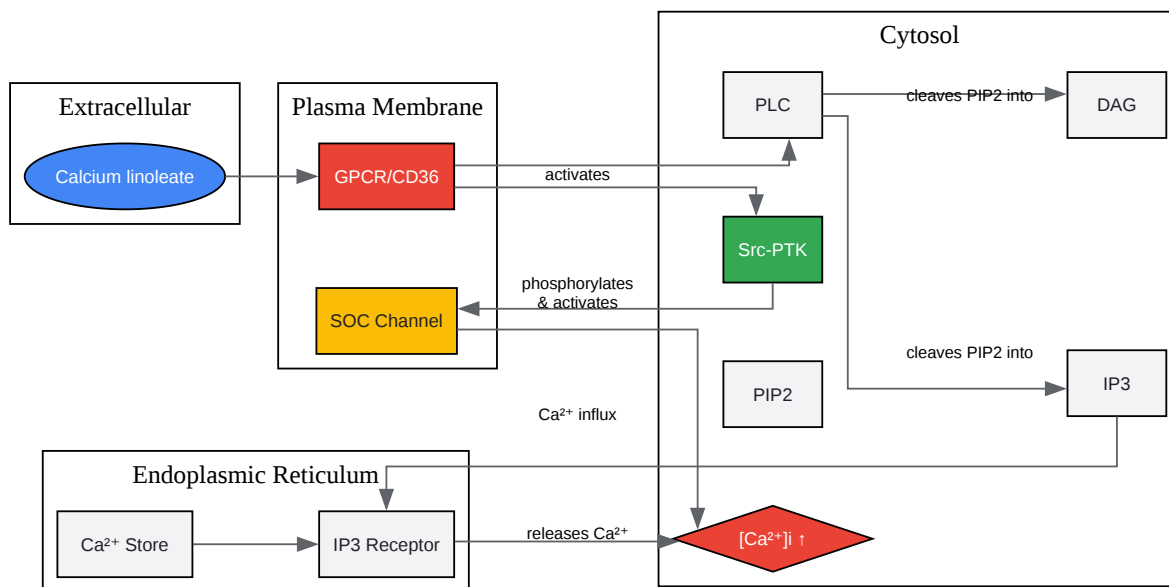 Cytosol
Extracellular
Plasma Membrane
PLC
cleaves PIP2 into
DAG
Calcium linoleate
GPCR/CD36
activates
Src-PTK
phosphorylates
& activates
SOC Channel
cleaves PIP2 into
PIP2
IP3
Ca²⁺ influx
Endoplasmic Reticulum
Ca²⁺ Store
IP3 Receptor
releases Ca²⁺
[Ca²⁺]i ↑